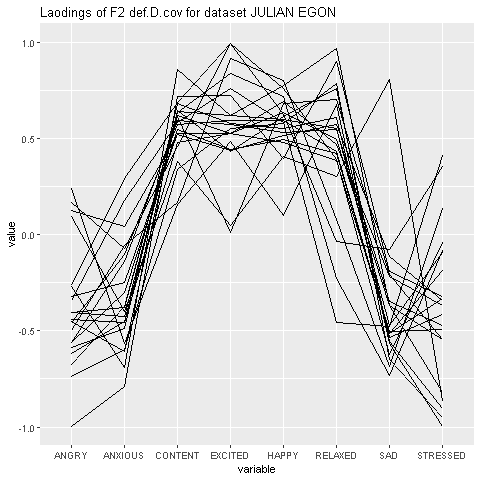 Laodings of F2 def.D.cov for dataset JULIAN EGON
1.0
0.5
0.0
-0.5
-1.0
value
ANGRY ANXIOUS CONTENT EXCITED HAPPY RELAXED SAD STRESSED
variable